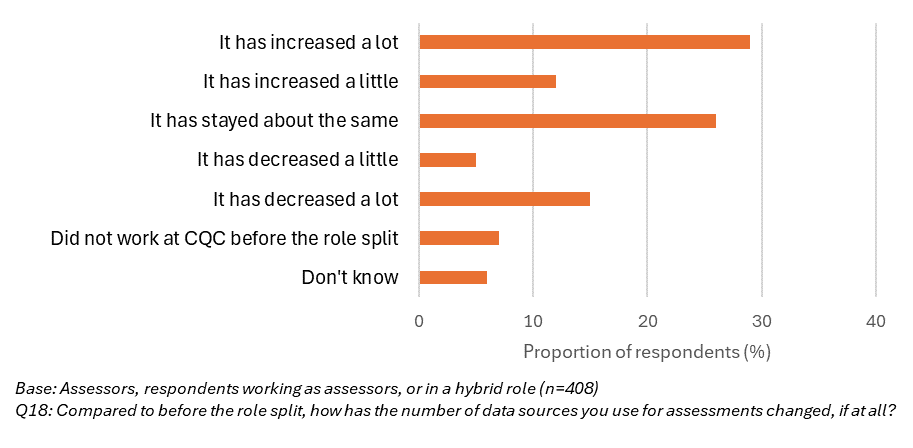 It has increased a lot
It has increased a little
It has stayed about the same
It has decreased a little
It has decreased a lot
Did not work at CQC before the role split
Don't know
0 10 20 30 40
Proportion of respondents (%)
Base: Assessors, respondents working as assessors, or in a hybrid role (n=408)
Q18: Compared to before the role split, how has the number of data sources you use for assessments changed, if at all?